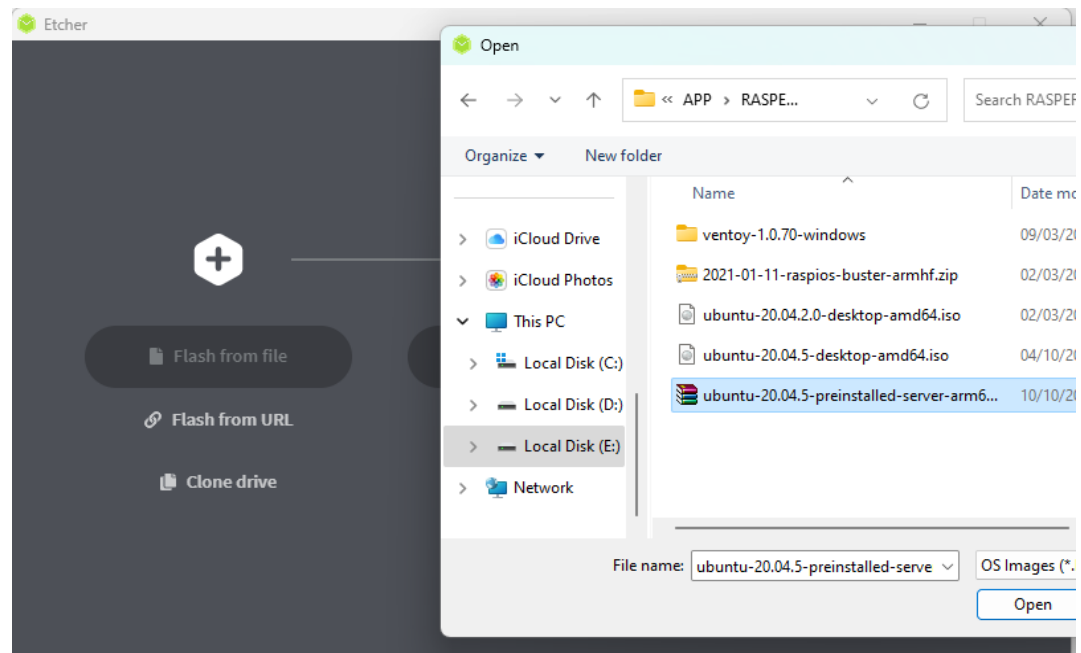 Etcher
Open
« APP > RASPE...
Search RASPER
Organize
New folder
Name
Date mo
ventoy-1.0.70-windows
09/03/20
2021-01-11-raspios-buster-armhf.zip
02/03/20
ubuntu-20.04.2.0-desktop-amd64.iso
02/03/20
ubuntu-20.04.5-desktop-amd64.iso
04/10/20
ubuntu-20.04.5-preinstalled-server-arm6...
10/10/20
iCloud Drive
iCloud Photos
This PC
Local Disk (C:)
Local Disk (D:)
Local Disk (E:)
Network
Flash from file
Flash from URL
Clone drive
File name:
ubuntu-20.04.5-preinstalled-serve
OS Images (*.
Open